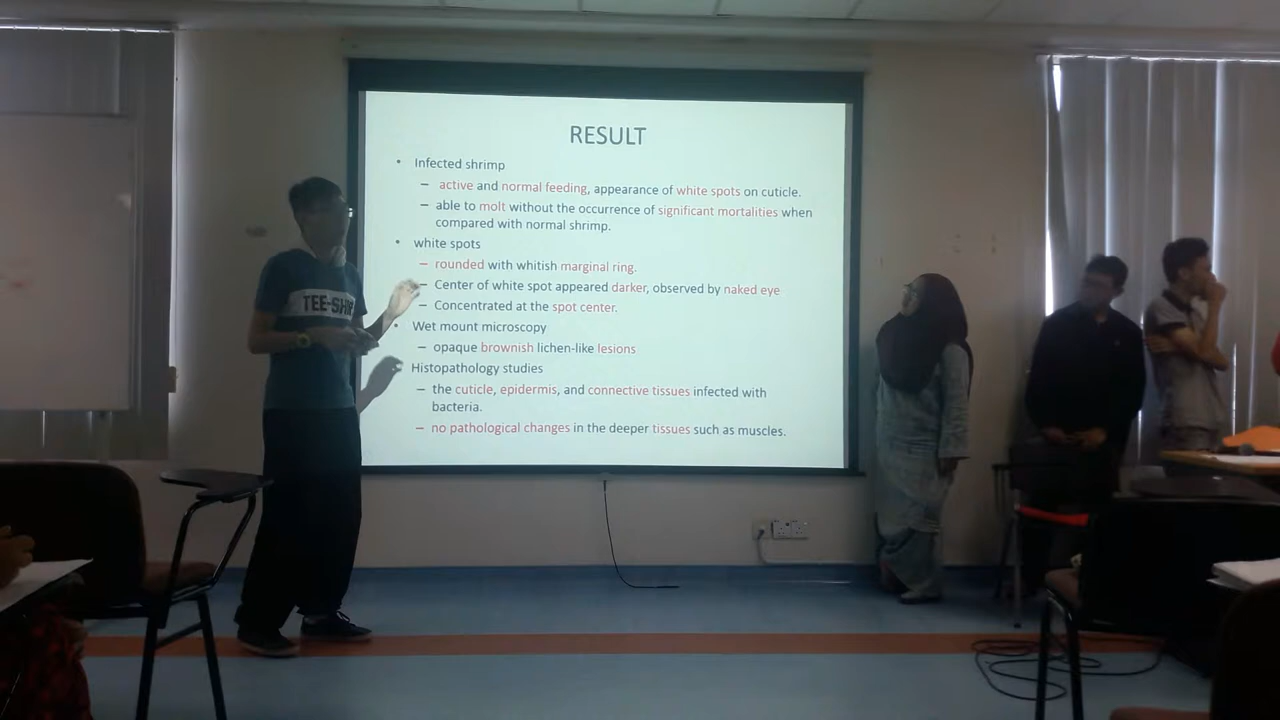 RESULT
• Infected shrimp
– active and normal feeding, appearance of white spots on cuticle.
– able to molt without the occurrence of significant mortalities when
compared with normal shrimp.
• white spots
– rounded with whitish marginal ring.
– Center of white spot appeared darker, observed by naked eye
– Concentrated at the spot center.
• Wet mount microscopy
– opaque brownish lichen-like lesions
• Histopathology studies
– the cuticle, epidermis, and connective tissues infected with
bacteria.
– no pathological changes in the deeper tissues such as muscles.
TEE-SHIR